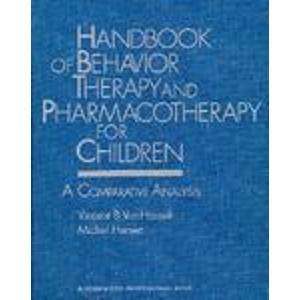 HANDBOOK
OF BEHAVIOR
THERAPY AND
PHARMACOTHERAPY
FOR
CHILDREN
A COMPARATIVE ANALYSIS
Vincent B. Van Hasselt
Michel Hersen